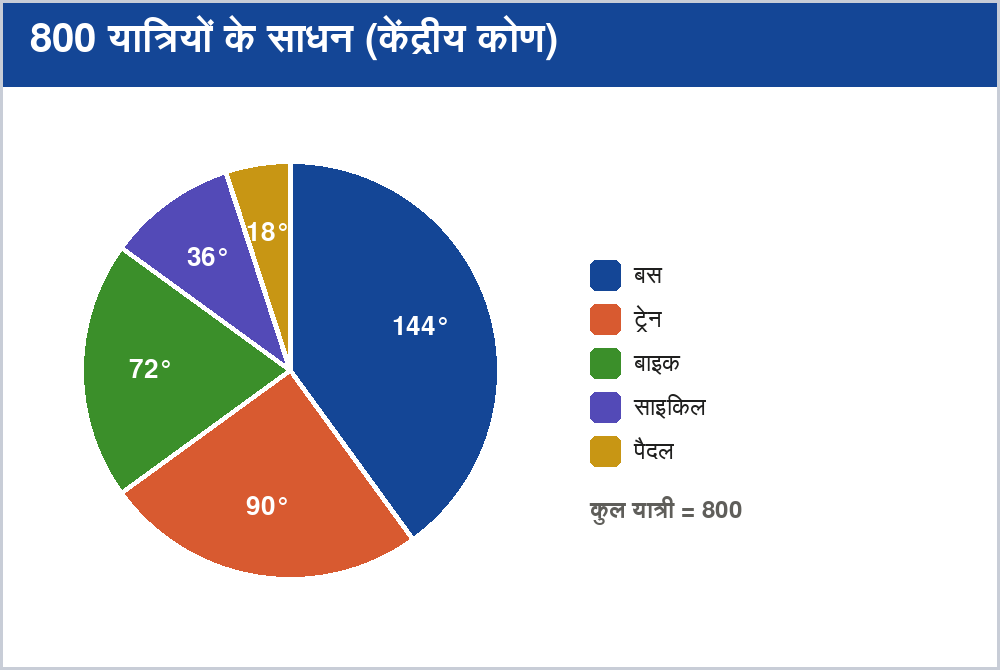 800 यात्रियों के साधन (केंद्रीय कोण)
18°
36°
144°
72°
90°
बस
ट्रेन
बाइक
साइकिल
पैदल
कुल यात्री = 800